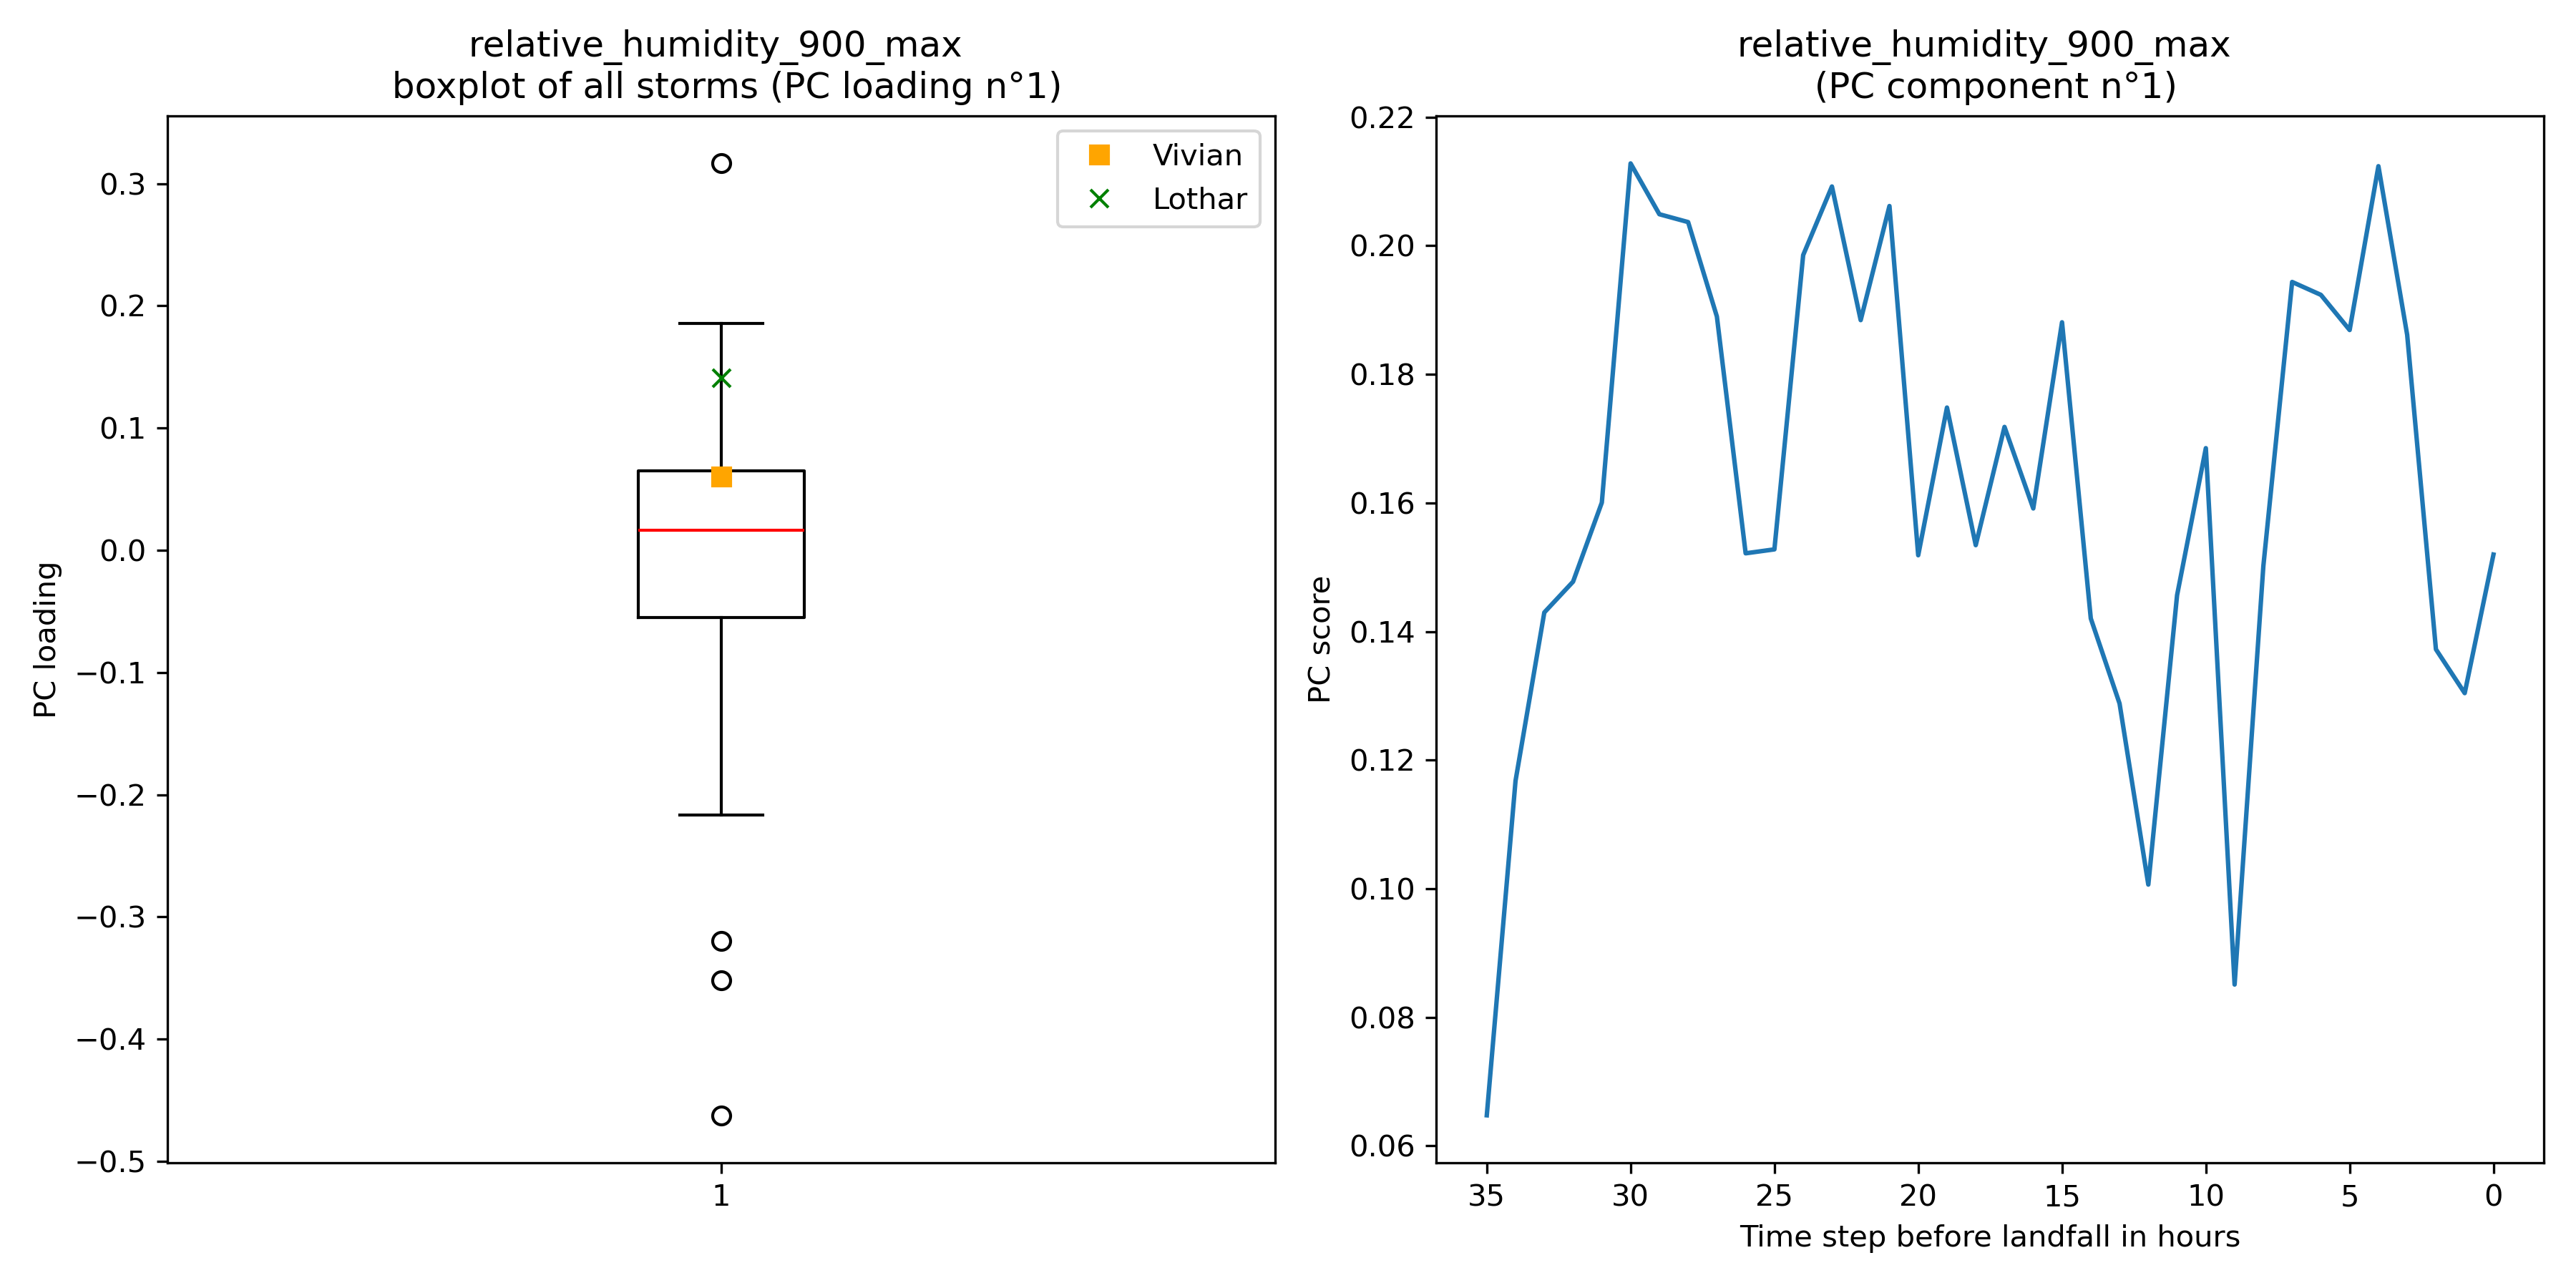 relative_humidity_900_max
boxplot of all storms (PC loading n°1)
Vivian
Lothar
PC loading
0.3
0.2
0.1
0.0
−0.1
−0.2
−0.3
−0.4
−0.5
1
relative_humidity_900_max
(PC component n°1)
PC score
0.22
0.20
0.18
0.16
0.14
0.12
0.10
0.08
0.06
35 30 25 20 15 10 5 0
Time step before landfall in hours